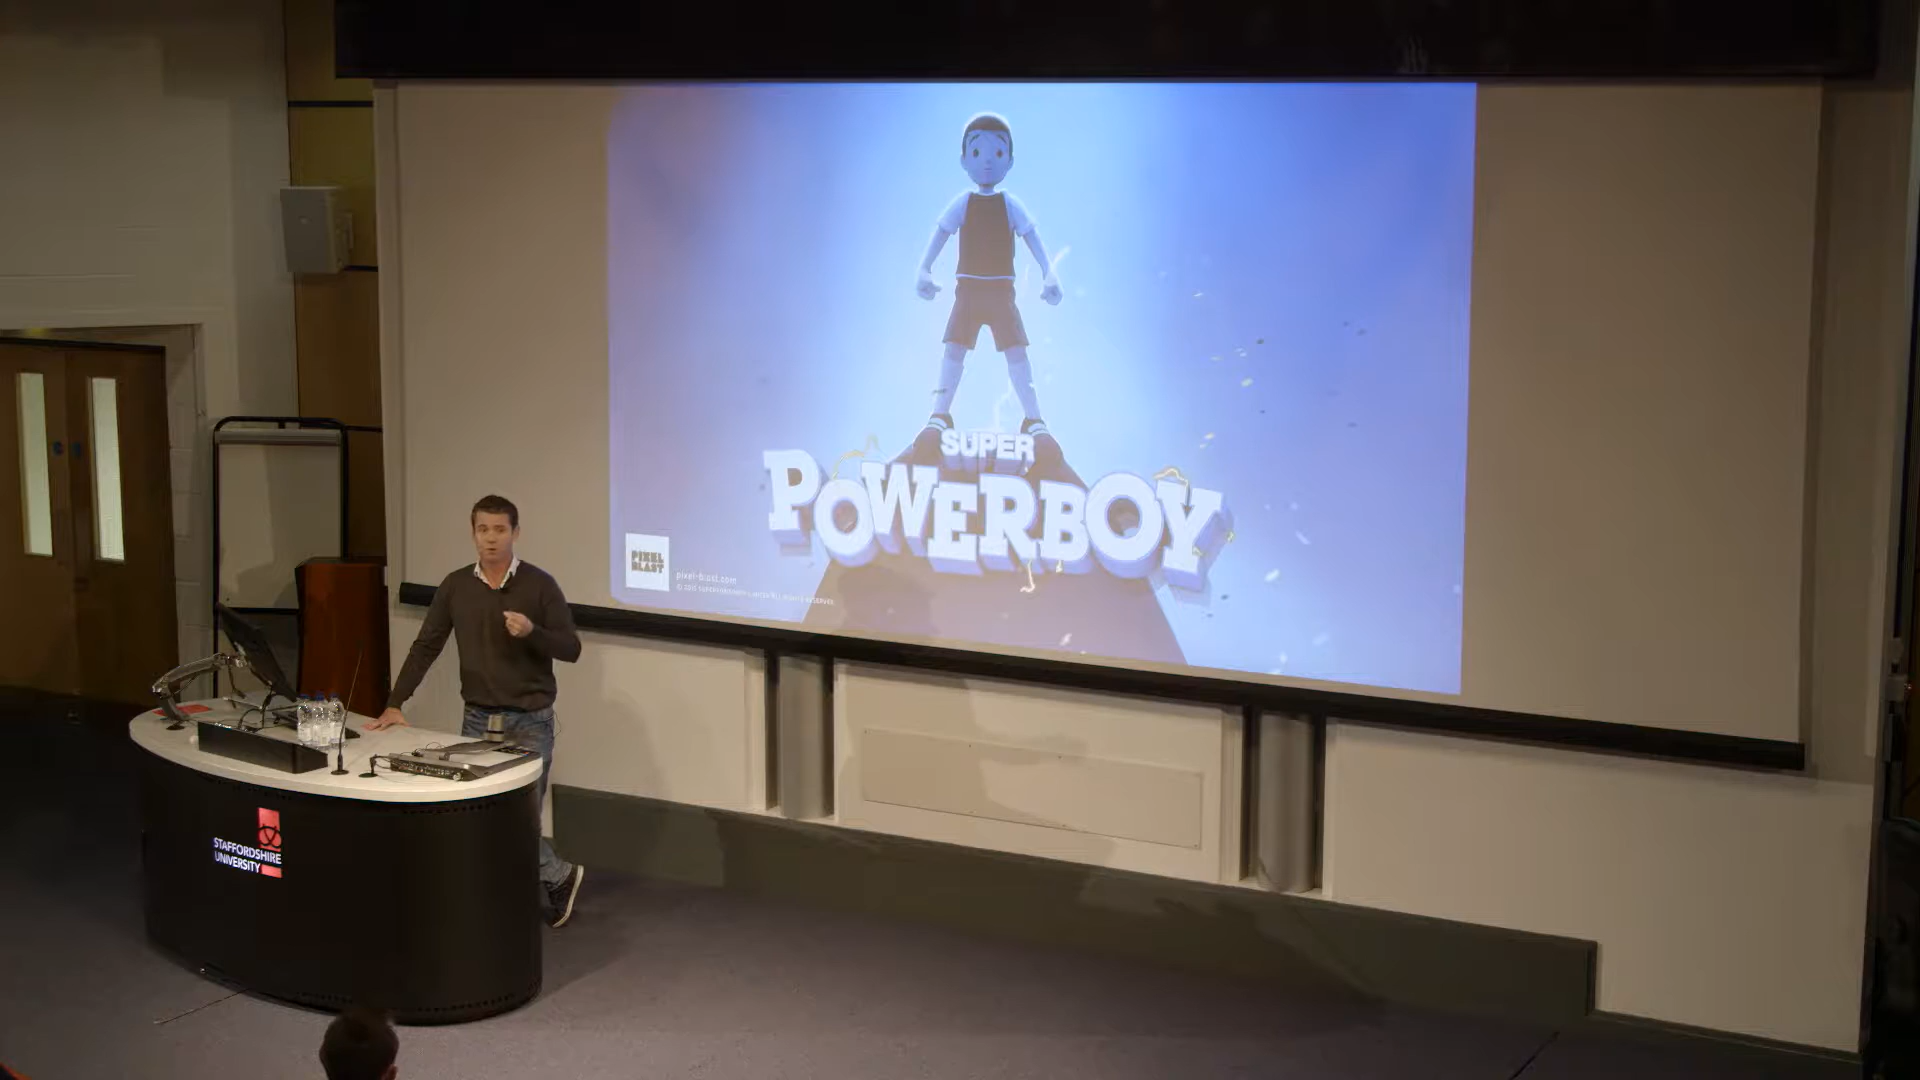 SUPER
POWERBOY
PIXEL
BLAST
pixel-blast.com
STAFFORDSHIRE
UNIVERSITY